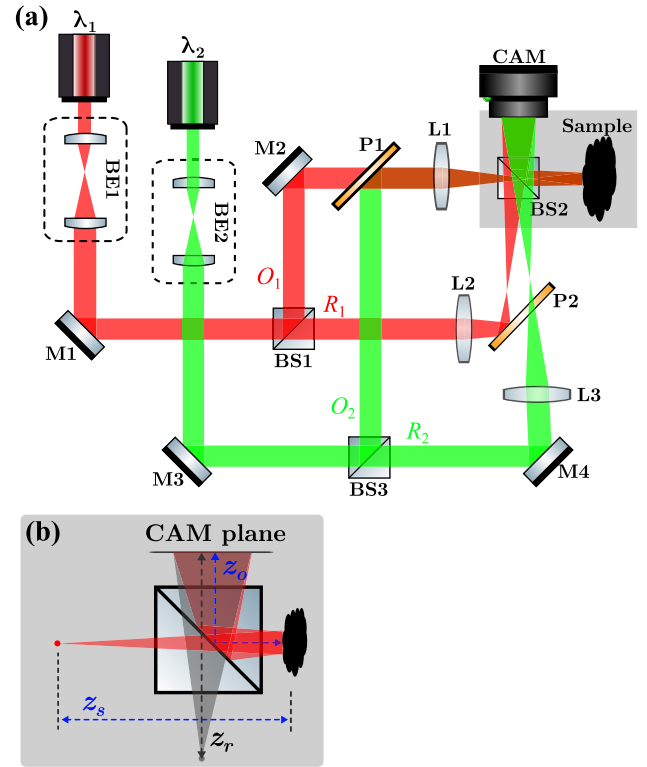 (a)
λ1
λ2
CAM
BE1
BE2
M2
P1
L1
Sample
BS2
O1
R1
L2
P2
M1
BS1
L3
O2
R2
M3
BS3
M4
(b)
CAM plane
zo
zs
zr